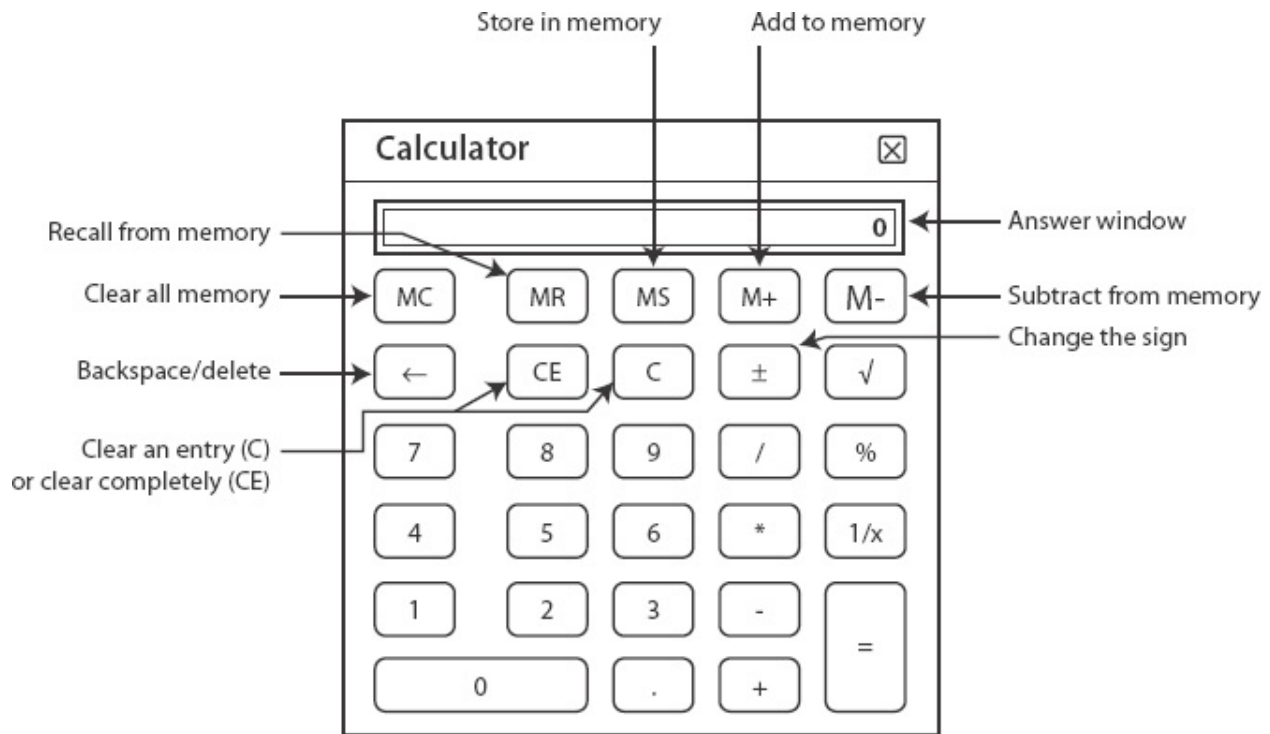 Store in memory
Add to memory
Calculator
0
Answer window
Recall from memory
Clear all memory
MC
MR
MS
M+
M-
Subtract from memory
Change the sign
Backspace/delete
←
CE
C
±
√
Clear an entry (C)
or clear completely (CE)
7
8
9
/
%
4
5
6
*
1/x
1
2
3
-
=
0
.
+